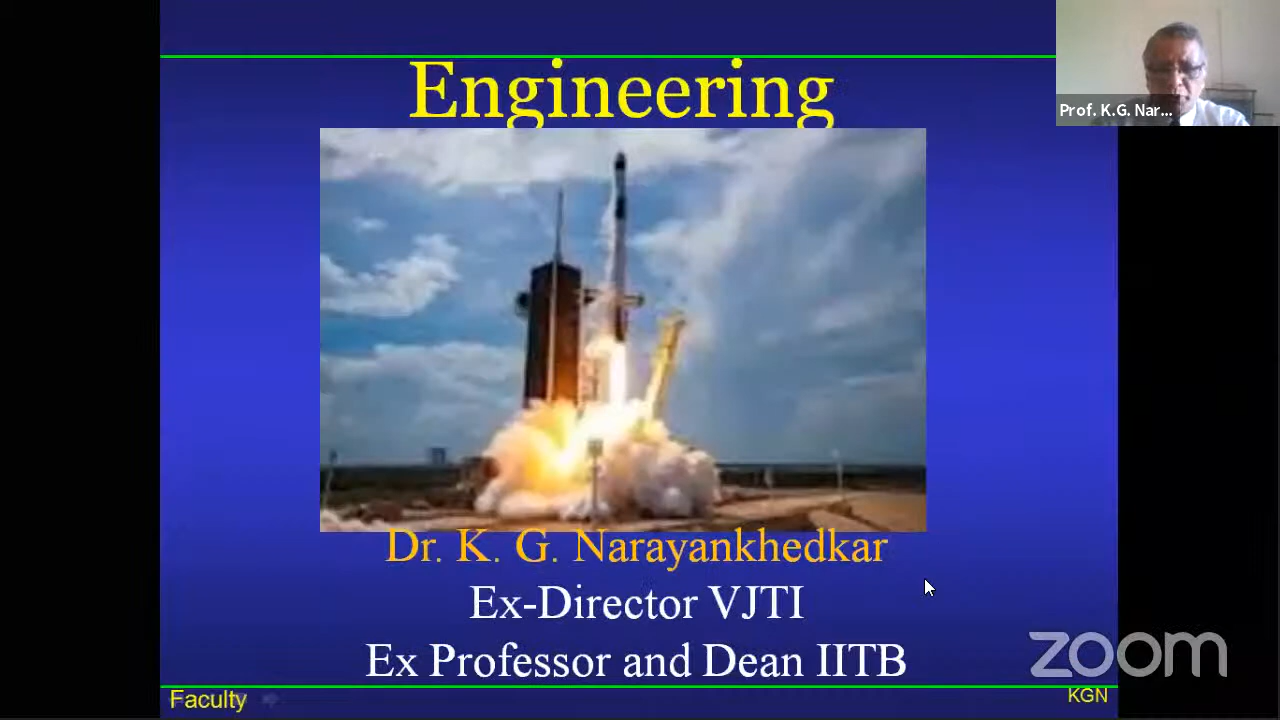 Engineering
Prof. K.G. Nar...
Dr. K. G. Narayankhedkar
Ex-Director VJTI
Ex Professor and Dean IITB
zoom
Faculty
KGN